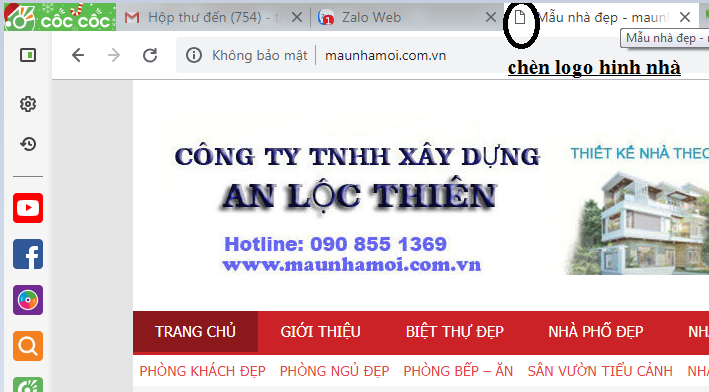 cốc cốc
Hộp thư đến (754) - t
1
Zalo Web
Mẫu nhà đẹp - maunh
Mẫu nhà đẹp -
Không bảo mật
maunhamoi.com.vn
chèn logo hinh nhà
CÔNG TY TNHH XÂY DỰNG
AN LỘC THIÊN
Hotline: 090 855 1369
www.maunhamoi.com.vn
THIẾT KẾ NHÀ THEO
TRANG CHỦ GIỚI THIỆU BIỆT THỰ ĐẸP NHÀ PHỐ ĐẸP NH
PHÒNG KHÁCH ĐẸP PHÒNG NGỦ ĐẸP PHÒNG BẾP – ĂN SÂN VƯỜN TIỂU CẢNH NHÀ